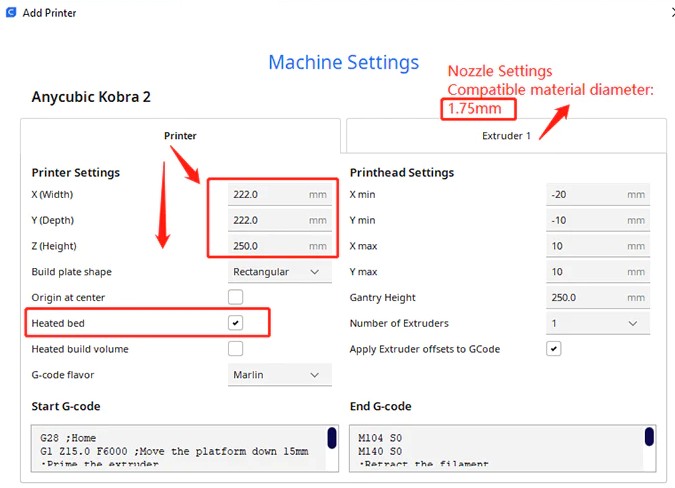 Add Printer
Machine Settings
Nozzle Settings
Compatible material diameter:
1.75mm
Anycubic Kobra 2
Printer
Extruder 1
Printer Settings
X (Width) 222.0 mm
Y (Depth) 222.0 mm
Z (Height) 250.0 mm
Build plate shape Rectangular
Origin at center
Heated bed
Heated build volume
G-code flavor Marlin
Printhead Settings
X min -20 mm
Y min -10 mm
X max 10 mm
Y max 10 mm
Gantry Height 250.0 mm
Number of Extruders 1
Apply Extruder offsets to GCode
Start G-code
G28 ;Home
G1 Z15.0 F6000 ;Move the platform down 15mm
;Prime the extruder
End G-code
M104 S0
M140 S0
;Retract the filament